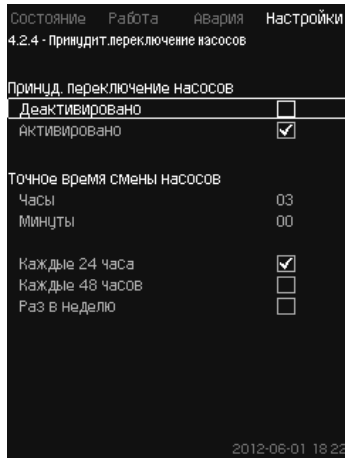 Состояние Работа Авария Настройки
4.2.4 - Принудит.переключение насосов
Принуд. переключение насосов
Деактивировано
Активировано
Точное время смены насосов
Часы 03
Минуты 00
Каждые 24 часа
Каждые 48 часов
Раз в неделю
2012-06-01 18:22